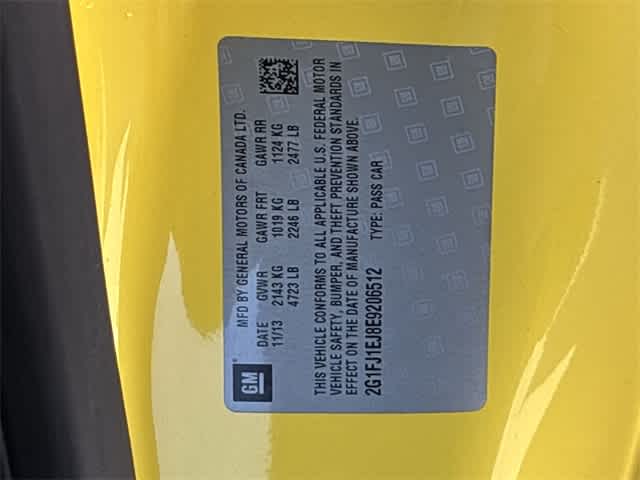 GM
MFD BY GENERAL MOTORS OF CANADA LTD.
DATE GVWR GAWR FRT GAWR RR
11/13 2143 KG 1019 KG 1124 KG
4723 LB 2246 LB 2477 LB
THIS VEHICLE CONFORMS TO ALL APPLICABLE U.S. FEDERAL MOTOR
VEHICLE SAFETY, BUMPER, AND THEFT PREVENTION STANDARDS IN
EFFECT ON THE DATE OF MANUFACTURE SHOWN ABOVE.
2G1FJ1EJ8E9206512 TYPE: PASS CAR